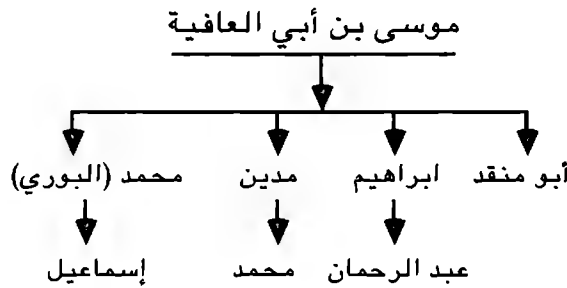 موسى بن أبي العافية
أبو منقد ابراهيم مدين محمد (البوري)
عبد الرحمان محمد إسماعيل